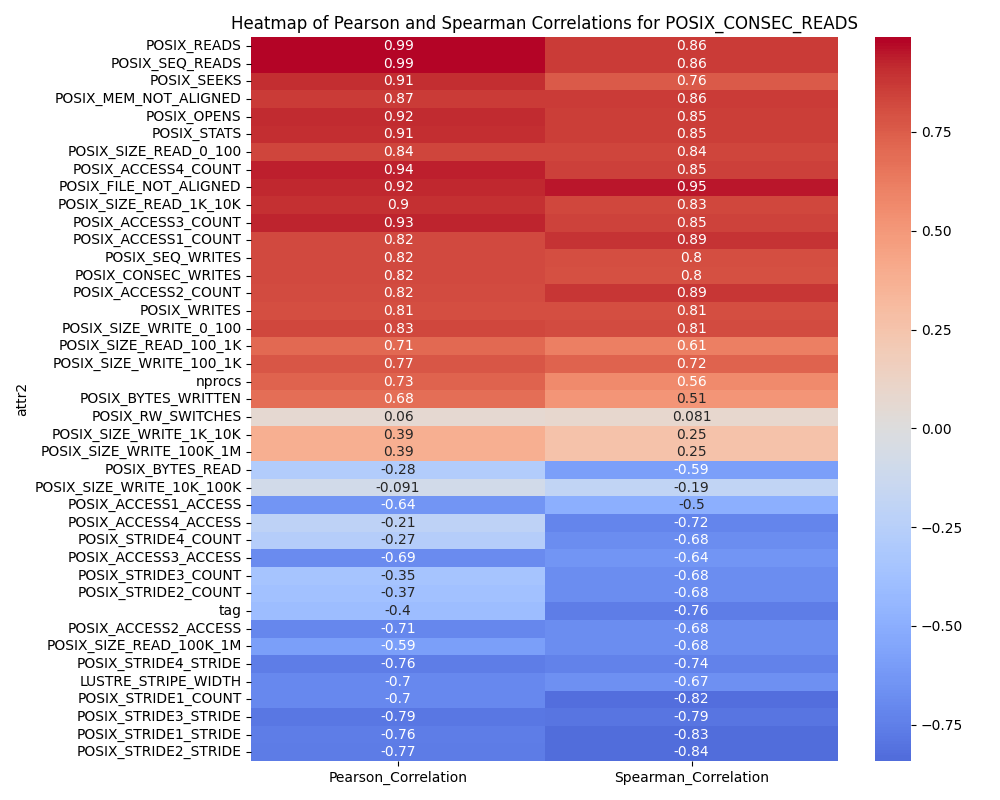 Heatmap of Pearson and Spearman Correlations for POSIX_CONSEC_READS
attr2
POSIX_READS 0.99 0.86
POSIX_SEQ_READS 0.99 0.86
POSIX_SEEKS 0.91 0.76
POSIX_MEM_NOT_ALIGNED 0.87 0.86
POSIX_OPENS 0.92 0.85
POSIX_STATS 0.91 0.85
POSIX_SIZE_READ_0_100 0.84 0.84
POSIX_ACCESS4_COUNT 0.94 0.85
POSIX_FILE_NOT_ALIGNED 0.92 0.95
POSIX_SIZE_READ_1K_10K 0.9 0.83
POSIX_ACCESS3_COUNT 0.93 0.85
POSIX_ACCESS1_COUNT 0.82 0.89
POSIX_SEQ_WRITES 0.82 0.8
POSIX_CONSEC_WRITES 0.82 0.8
POSIX_ACCESS2_COUNT 0.82 0.89
POSIX_WRITES 0.81 0.81
POSIX_SIZE_WRITE_0_100 0.83 0.81
POSIX_SIZE_READ_100_1K 0.71 0.61
POSIX_SIZE_WRITE_100_1K 0.77 0.72
nprocs 0.73 0.56
POSIX_BYTES_WRITTEN 0.68 0.51
POSIX_RW_SWITCHES 0.06 0.081
POSIX_SIZE_WRITE_1K_10K 0.39 0.25
POSIX_SIZE_WRITE_100K_1M 0.39 0.25
POSIX_BYTES_READ -0.28 -0.59
POSIX_SIZE_WRITE_10K_100K -0.091 -0.19
POSIX_ACCESS1_ACCESS -0.64 -0.5
POSIX_ACCESS4_ACCESS -0.21 -0.72
POSIX_STRIDE4_COUNT -0.27 -0.68
POSIX_ACCESS3_ACCESS -0.69 -0.64
POSIX_STRIDE3_COUNT -0.35 -0.68
POSIX_STRIDE2_COUNT -0.37 -0.68
tag -0.4 -0.76
POSIX_ACCESS2_ACCESS -0.71 -0.68
POSIX_SIZE_READ_100K_1M -0.59 -0.68
POSIX_STRIDE4_STRIDE -0.76 -0.74
LUSTRE_STRIPE_WIDTH -0.7 -0.67
POSIX_STRIDE1_COUNT -0.7 -0.82
POSIX_STRIDE3_STRIDE -0.79 -0.79
POSIX_STRIDE1_STRIDE -0.76 -0.83
POSIX_STRIDE2_STRIDE -0.77 -0.84
Pearson_Correlation Spearman_Correlation
0.75
0.50
0.25
0.00
−0.25
−0.50
−0.75